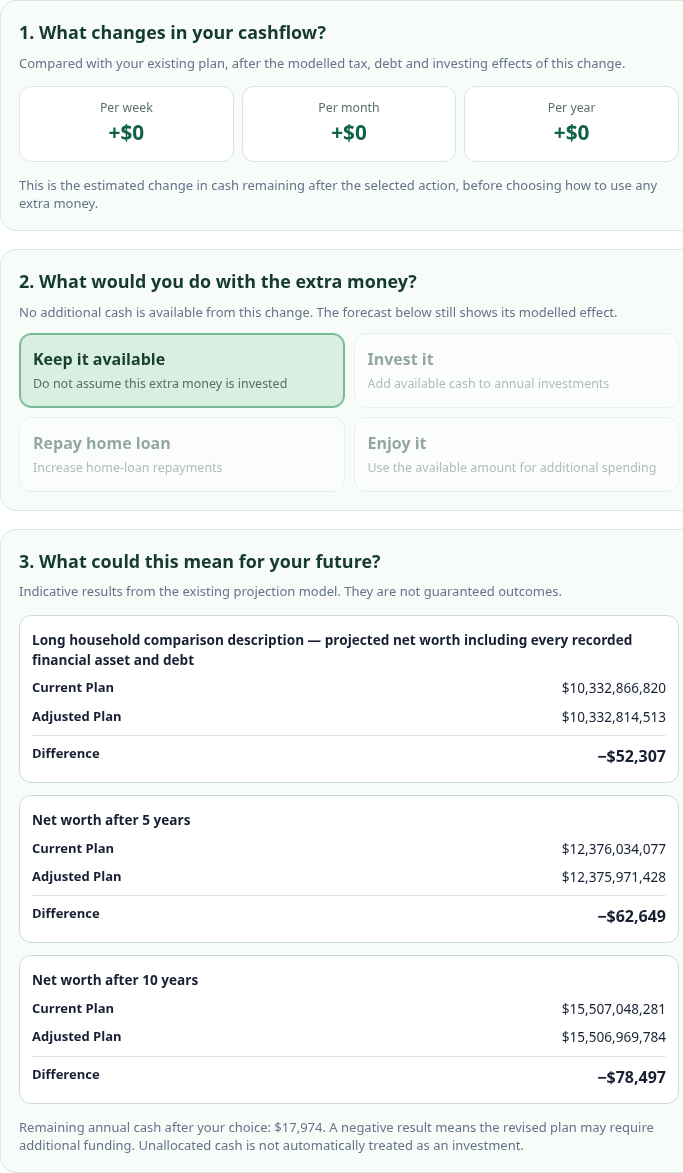 1. What changes in your cashflow?
Compared with your existing plan, after the modelled tax, debt and investing effects of this change.
Per week
+$0
Per month
+$0
Per year
+$0
This is the estimated change in cash remaining after the selected action, before choosing how to use any
extra money.
2. What would you do with the extra money?
No additional cash is available from this change. The forecast below still shows its modelled effect.
Keep it available
Do not assume this extra money is invested
Invest it
Add available cash to annual investments
Repay home loan
Increase home-loan repayments
Enjoy it
Use the available amount for additional spending
3. What could this mean for your future?
Indicative results from the existing projection model. They are not guaranteed outcomes.
Long household comparison description — projected net worth including every recorded
financial asset and debt
Current Plan $10,332,866,820
Adjusted Plan $10,332,814,513
Difference −$52,307
Net worth after 5 years
Current Plan $12,376,034,077
Adjusted Plan $12,375,971,428
Difference −$62,649
Net worth after 10 years
Current Plan $15,507,048,281
Adjusted Plan $15,506,969,784
Difference −$78,497
Remaining annual cash after your choice: $17,974. A negative result means the revised plan may require
additional funding. Unallocated cash is not automatically treated as an investment.